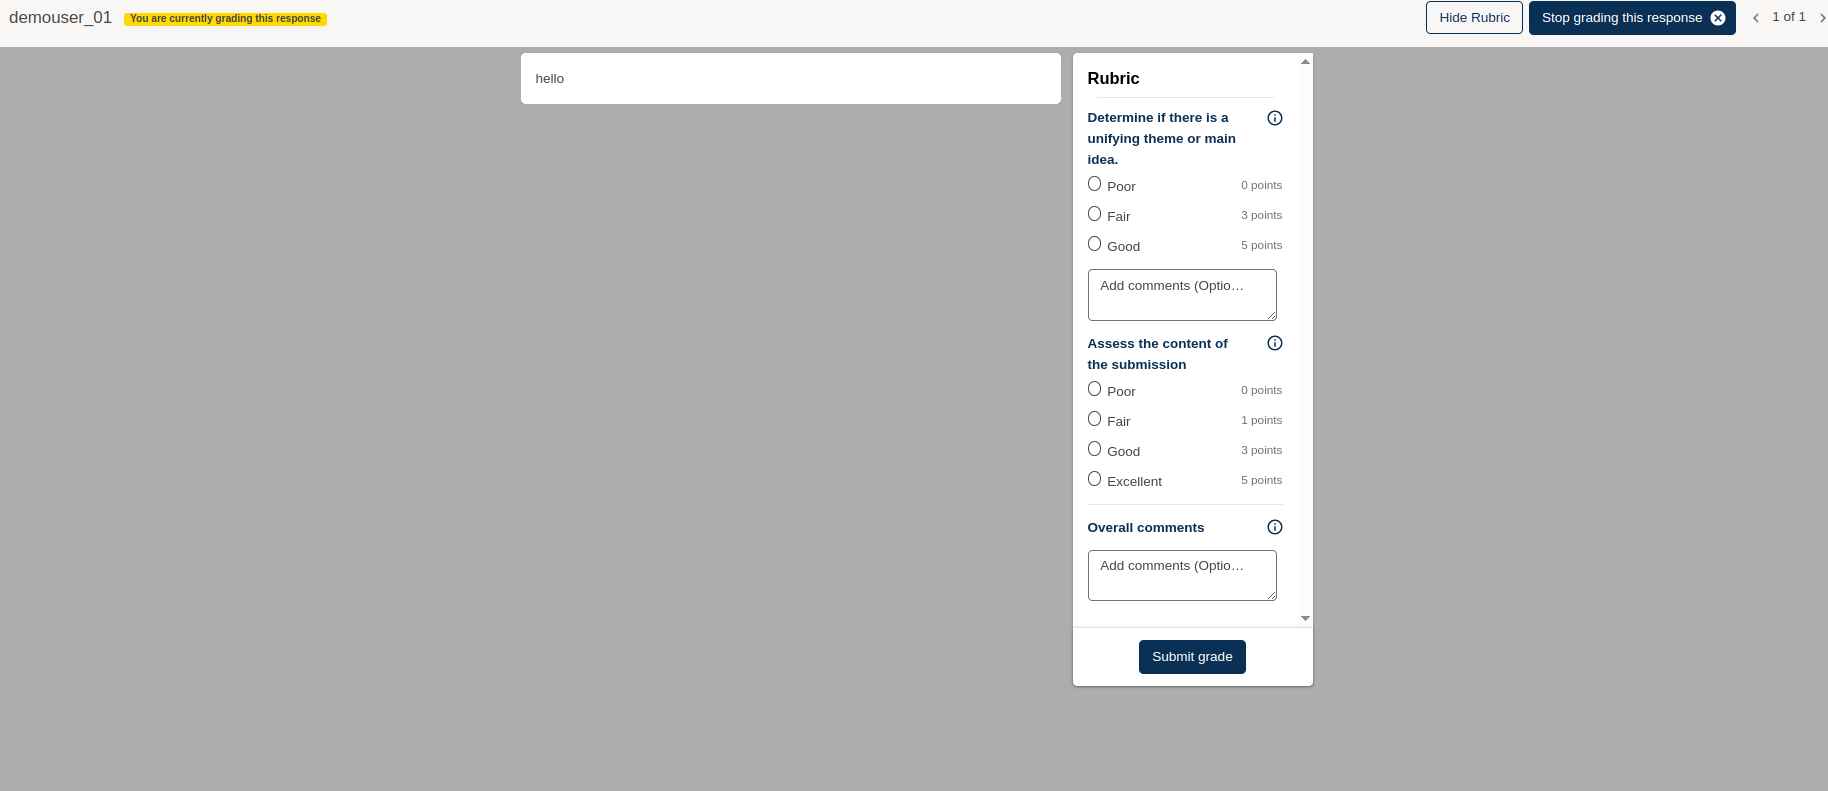 demouser_01 You are currently grading this response Hide Rubric Stop grading this response 1 of 1
hello
Rubric
Determine if there is a
unifying theme or main
idea.
Poor 0 points
Fair 3 points
Good 5 points
Add comments (Optio…
Assess the content of
the submission
Poor 0 points
Fair 1 points
Good 3 points
Excellent 5 points
Overall comments
Add comments (Optio…
Submit grade